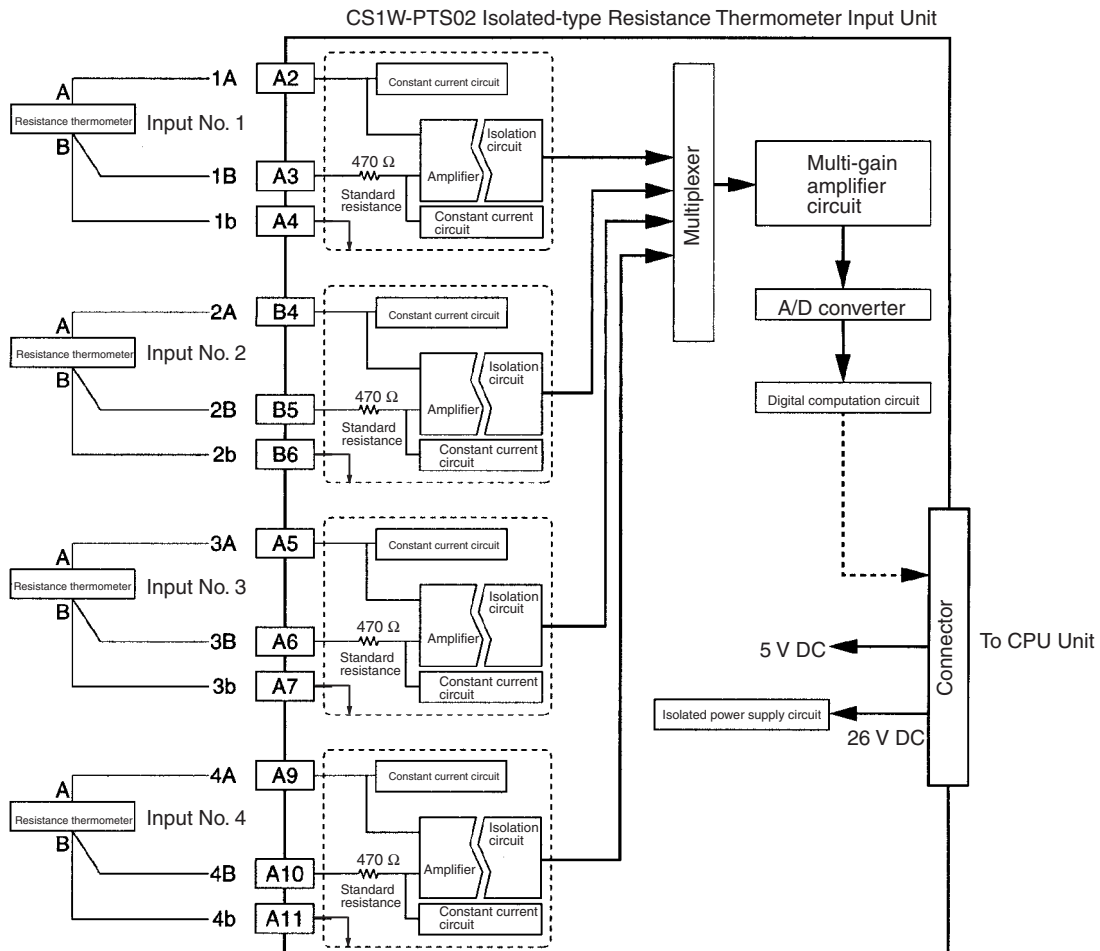 CS1W-PTS02 Isolated-type Resistance Thermometer Input Unit
A
Resistance thermometer
B
Input No. 1
1A
1B
1b
A2
A3
A4
Constant current circuit
470 Ω
Standard
resistance
Amplifier
Isolation
circuit
Constant current
circuit
A
Resistance thermometer
B
Input No. 2
2A
2B
2b
B4
B5
B6
Constant current circuit
470 Ω
Standard
resistance
Amplifier
Isolation
circuit
Constant current
circuit
A
Resistance thermometer
B
Input No. 3
3A
3B
3b
A5
A6
A7
Constant current circuit
470 Ω
Standard
resistance
Amplifier
Isolation
circuit
Constant current
circuit
A
Resistance thermometer
B
Input No. 4
4A
4B
4b
A9
A10
A11
Constant current circuit
470 Ω
Standard
resistance
Amplifier
Isolation
circuit
Constant current
circuit
Multiplexer
Multi-gain
amplifier
circuit
A/D converter
Digital computation circuit
5 V DC
Isolated power supply circuit
26 V DC
Connector
To CPU Unit